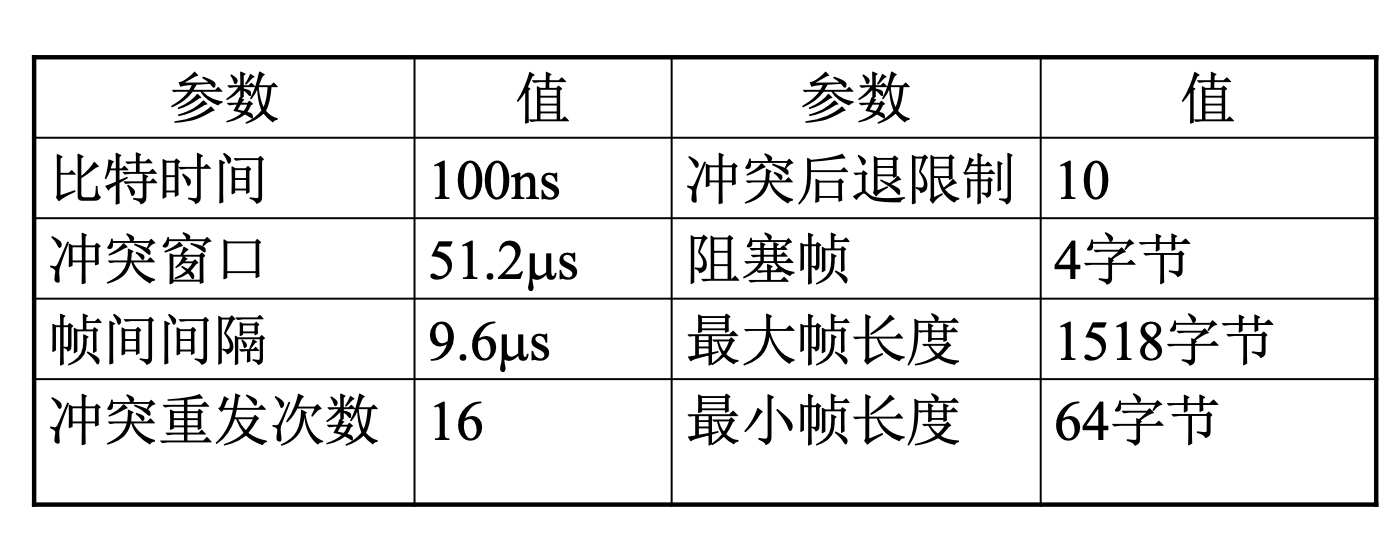 参数 值 参数 值
比特时间 100ns 冲突后退限制 10
冲突窗口 51.2μs 阻塞帧 4字节
帧间间隔 9.6μs 最大帧长度 1518字节
冲突重发次数 16 最小帧长度 64字节